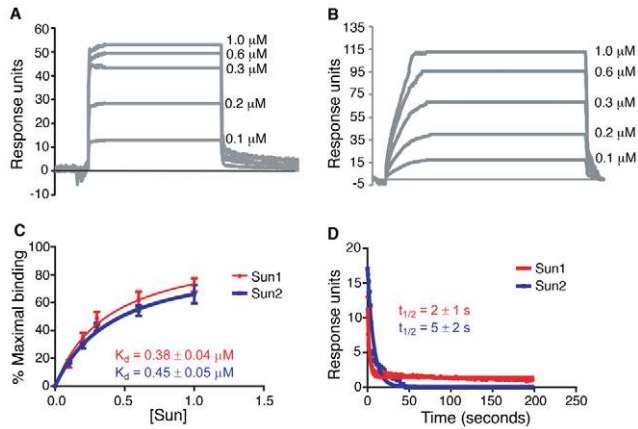 A
Response units
60
50
40
30
20
10
0
-10
1.0 μM
0.6 μM
0.3 μM
0.2 μM
0.1 μM
B
Response units
135
115
95
75
55
35
15
-5
1.0 μM
0.6 μM
0.3 μM
0.2 μM
0.1 μM
C
% Maximal binding
100
80
60
40
20
0
0.0 0.5 1.0 1.5
[Sun]
Sun1
Sun2
Kd = 0.38 ± 0.04 μM
Kd = 0.45 ± 0.05 μM
D
Response units
20
15
10
5
0
0 50 100 150 200 250
Time (seconds)
Sun1
Sun2
t1/2 = 2 ± 1 s
t1/2 = 5 ± 2 s